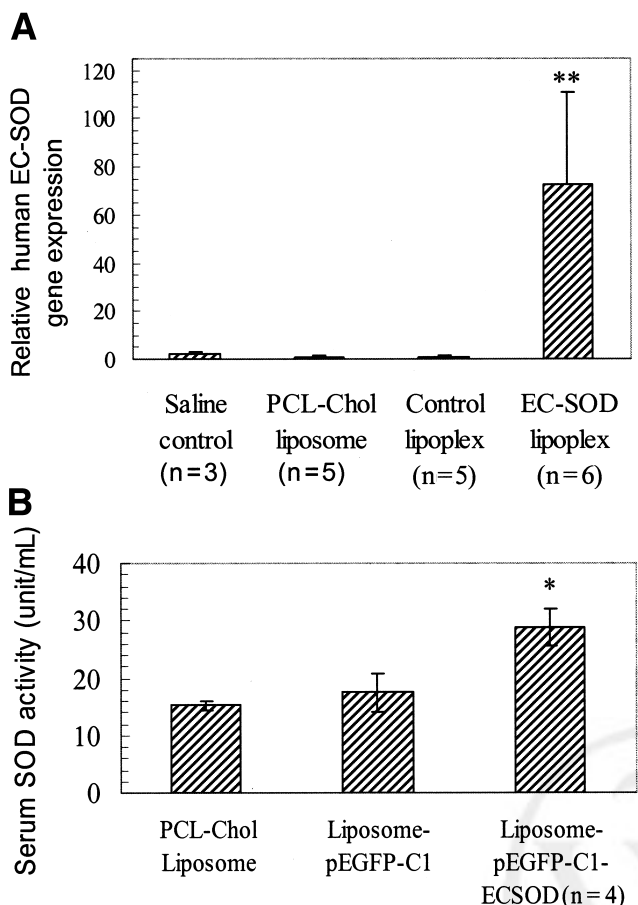 A
Relative human EC-SOD
gene expression
120
100
80
60
40
20
0
**
Saline control (n=3)
PCL-Chol liposome (n=5)
Control lipoplex (n=5)
EC-SOD lipoplex (n=6)
B
Serum SOD activity (unit/mL)
40
30
20
10
0
*
PCL-Chol
Liposome
Liposome-
pEGFP-C1
Liposome-
pEGFP-C1-
ECSOD(n=4)